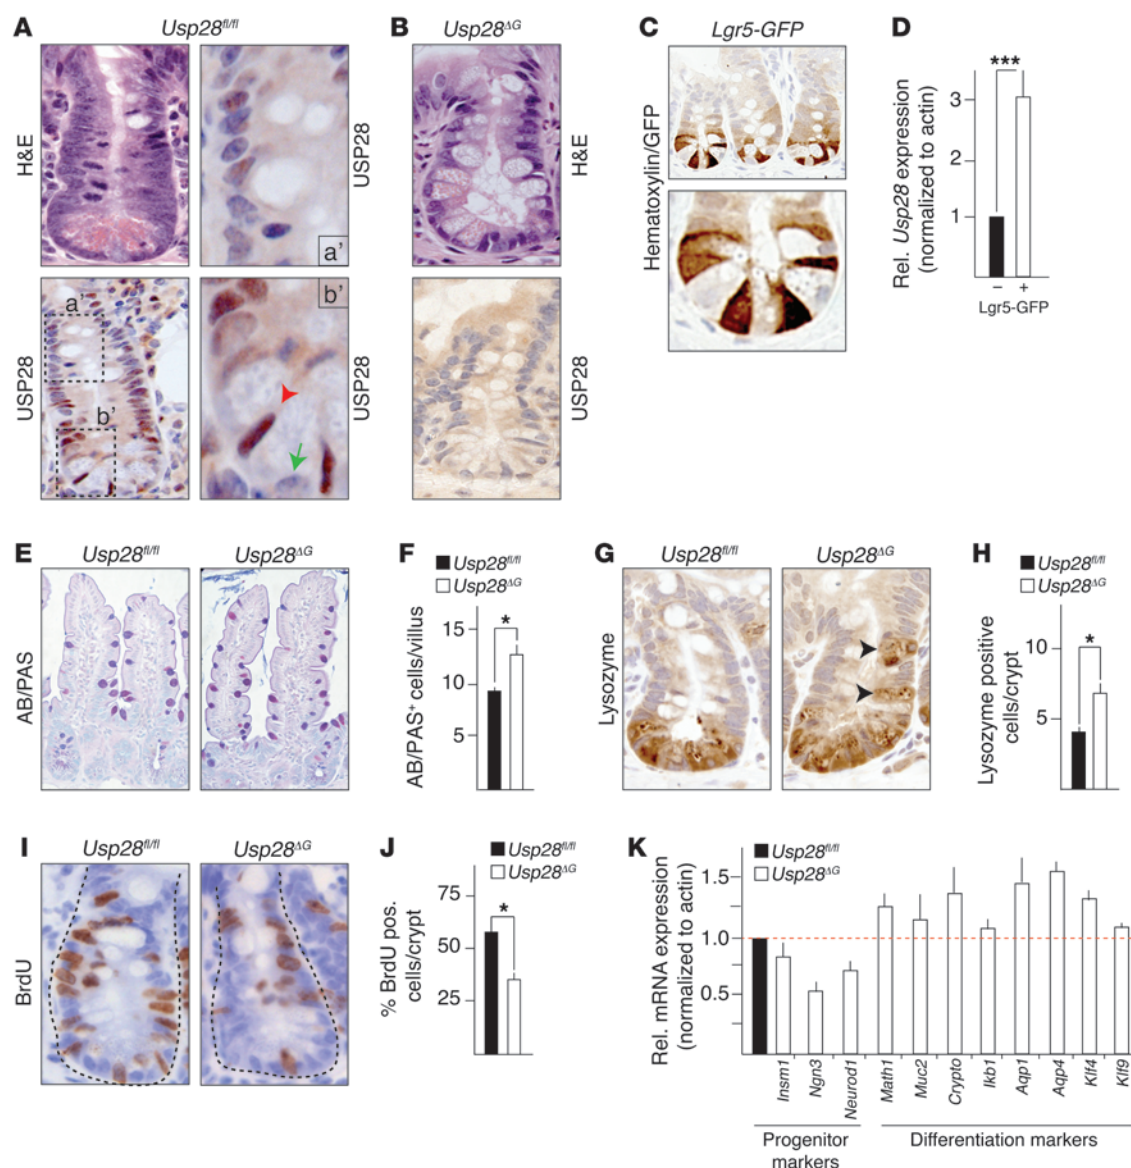 A
Usp28fl/fl
H&E
USP28
a'
USP28
a'
b'
b'
USP28
B
Usp28ΔG
H&E
USP28
C
Lgr5-GFP
Hematoxylin/GFP
D
Rel. Usp28 expression
(normalized to actin)
***
3
2
1
− +
Lgr5-GFP
E
Usp28fl/fl
Usp28ΔG
AB/PAS
F
Usp28fl/fl
Usp28ΔG
AB/PAS+ cells/villus
15
10
5
*
G
Usp28fl/fl
Usp28ΔG
Lysozyme
H
Usp28fl/fl
Usp28ΔG
Lysozyme positive
cells/crypt
10
5
*
I
Usp28fl/fl
Usp28ΔG
BrdU
J
Usp28fl/fl
Usp28ΔG
% BrdU pos.
cells/crypt
75
50
25
*
K
Usp28fl/fl
Usp28ΔG
Rel. mRNA expression
(normalized to actin)
1.5
1.0
0.5
Insm1
Ngn3
Neurod1
Math1
Muc2
Crypto
Ikb1
Aqp1
Aqp4
Klf4
Klf9
Progenitor
markers
Differentiation markers